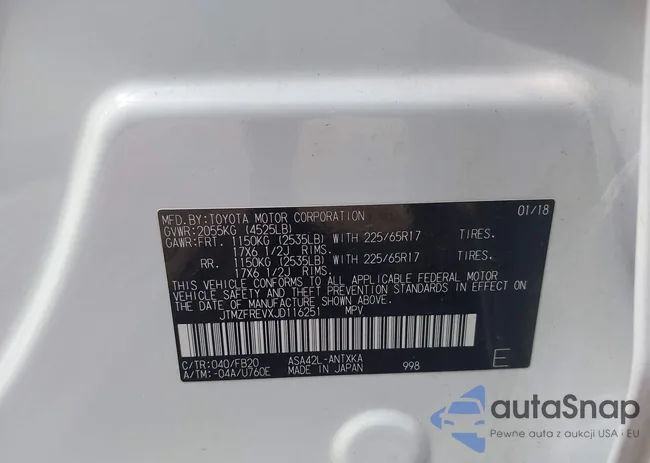 MFD.BY:TOYOTA MOTOR CORPORATION 01/18
GVWR:2055KG (4525LB)
GAWR:FRT. 1150KG (2535LB) WITH 225/65R17 TIRES.
17X6 1/2J RIMS.
RR. 1150KG (2535LB) WITH 225/65R17 TIRES.
17X6 1/2J RIMS.
THIS VEHICLE CONFORMS TO ALL APPLICABLE FEDERAL MOTOR
VEHICLE SAFETY AND THEFT PREVENTION STANDARDS IN EFFECT ON
THE DATE OF MANUFACTURE SHOWN ABOVE.
JTMZFREVXJD116251 MPV
C/TR:040/FB20 ASA42L-ANTXKA
A/TM:-04A/U760E MADE IN JAPAN 998 E
autaSnap
Pewne auta z aukcji USA i EU